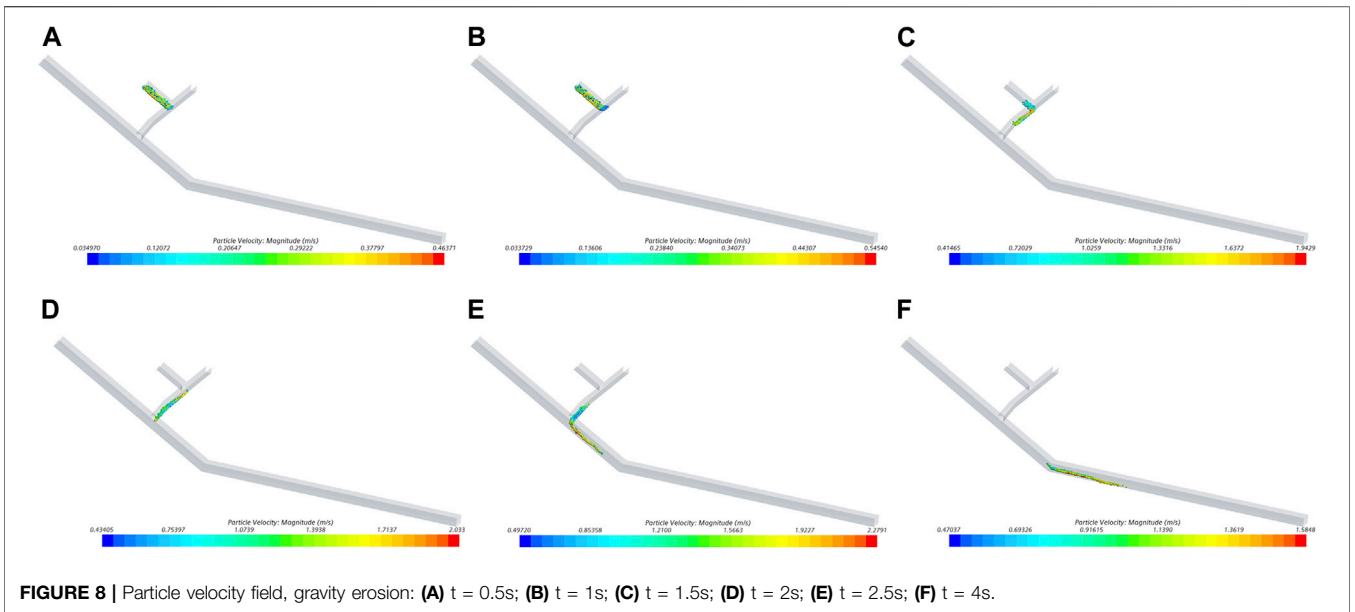 A
B
C
Particle Velocity: Magnitude (m/s)
0.034970 0.12072 0.20647 0.29222 0.37797 0.46371
Particle Velocity: Magnitude (m/s)
0.033729 0.13606 0.23840 0.34073 0.44307 0.54540
Particle Velocity: Magnitude (m/s)
0.41465 0.72029 1.0259 1.3316 1.6372 1.9429
D
E
F
Particle Velocity: Magnitude (m/s)
0.43405 0.75397 1.0739 1.3938 1.7137 2.033
Particle Velocity: Magnitude (m/s)
0.49720 0.85358 1.2100 1.5663 1.9227 2.2791
Particle Velocity: Magnitude (m/s)
0.47037 0.69326 0.91615 1.1390 1.3619 1.5848
FIGURE 8 | Particle velocity field, gravity erosion: (A) t = 0.5s; (B) t = 1s; (C) t = 1.5s; (D) t = 2s; (E) t = 2.5s; (F) t = 4s.